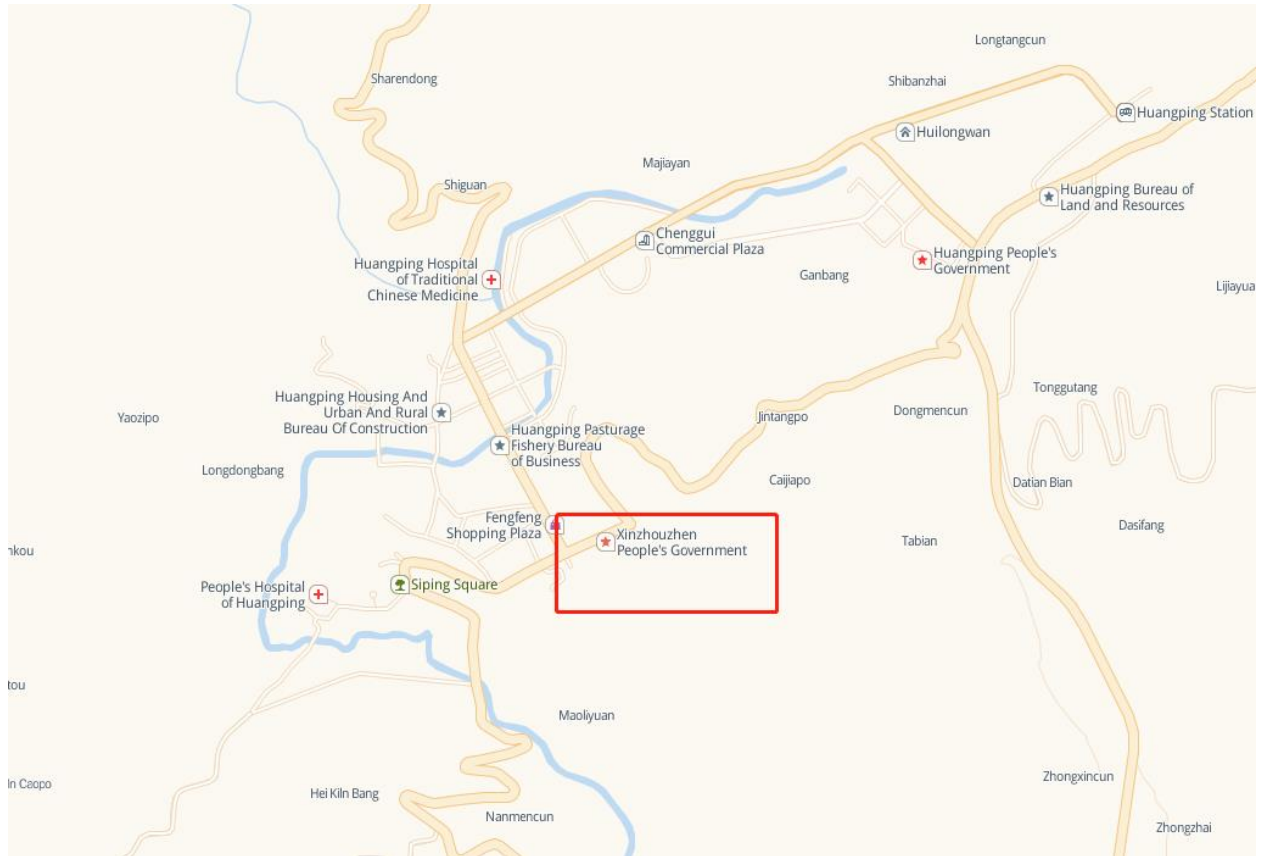 Longtangcun
Sharendong
Shibanzhai
Huangping Station
Huilongwan
Majiayan
Shiguan
Huangping Bureau of
Land and Resources
Chenggui
Commercial Plaza
Huangping People's
Government
Huangping Hospital
of Traditional
Chinese Medicine
Ganbang
Lijiayua
Huangping Housing And
Urban And Rural
Bureau Of Construction
Tonggutang
Yaozipo
Jintangpo
Dongmencun
Huangping Pasturage
Fishery Bureau
of Business
Longdongbang
Caijiapo
Datian Bian
Fengfeng
Shopping Plaza
Xinzhouzhen
People's Government
Dasifang
Tabian
nkou
People's Hospital
of Huangping
Siping Square
tou
Maoliyuan
Zhongxincun
In Caopo
Hei Kiln Bang
Nanmencun
Zhongzhai